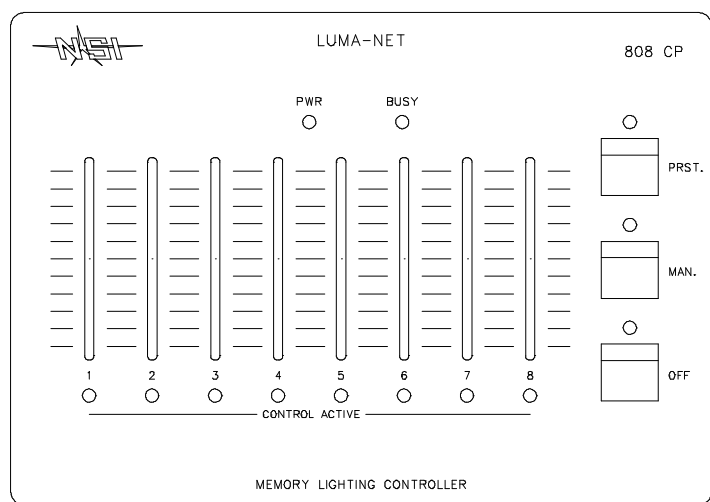 NSI
LUMA-NET
808 CP
PWR BUSY
PRST.
MAN.
OFF
1 2 3 4 5 6 7 8
CONTROL ACTIVE
MEMORY LIGHTING CONTROLLER